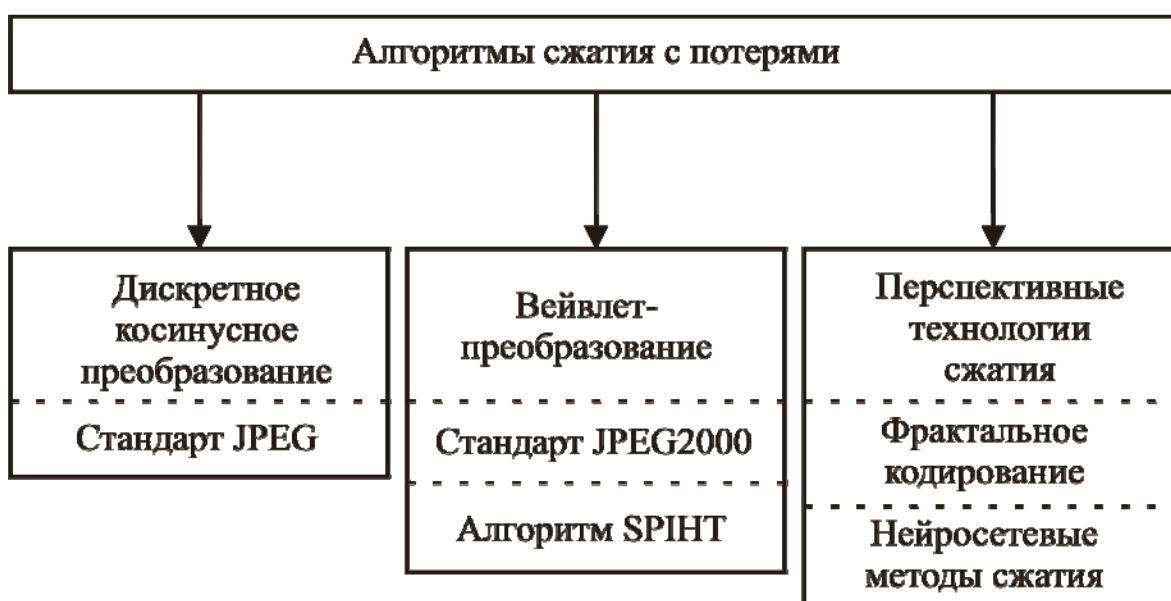 Алгоритмы сжатия с потерями
Дискретное
косинусное
преобразование
Стандарт JPEG
Вейвлет-
преобразование
Стандарт JPEG2000
Алгоритм SPIHT
Перспективные
технологии
сжатия
Фрактальное
кодирование
Нейросетевые
методы сжатия